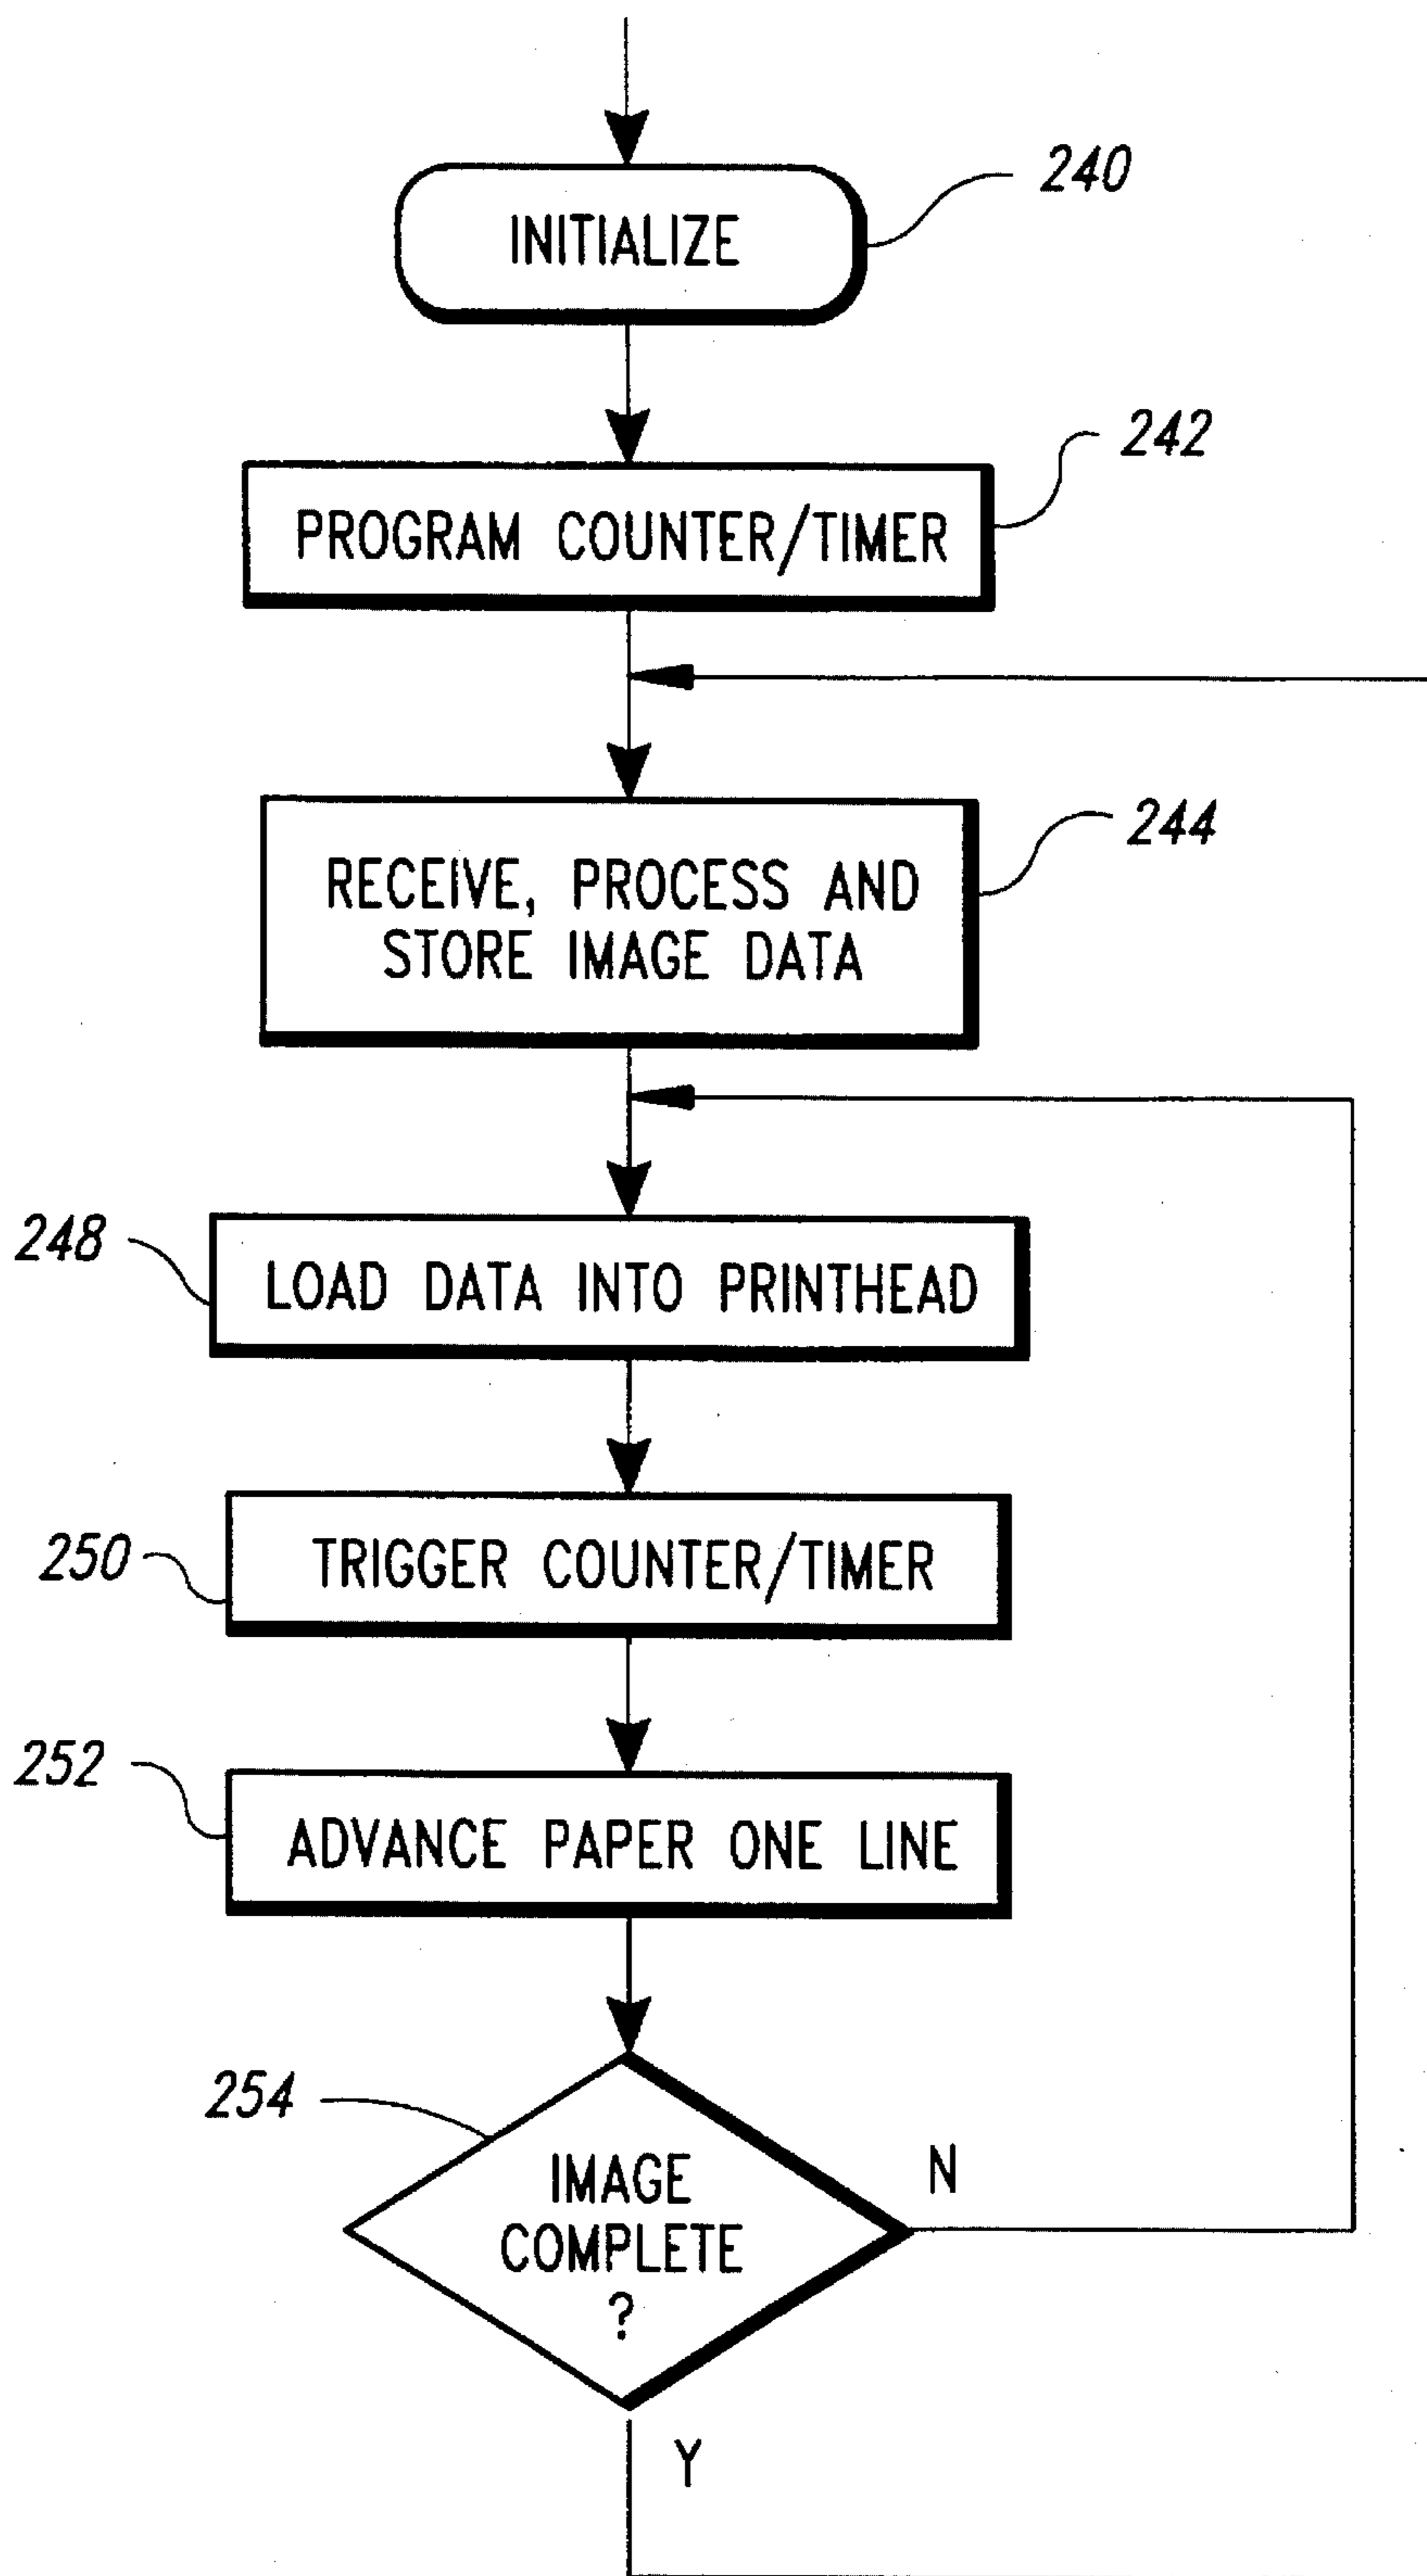 240
INITIALIZE
242
PROGRAM COUNTER/TIMER
244
RECEIVE, PROCESS AND
STORE IMAGE DATA
248
LOAD DATA INTO PRINTHEAD
250
TRIGGER COUNTER/TIMER
252
ADVANCE PAPER ONE LINE
254
IMAGE
COMPLETE
?
N
Y